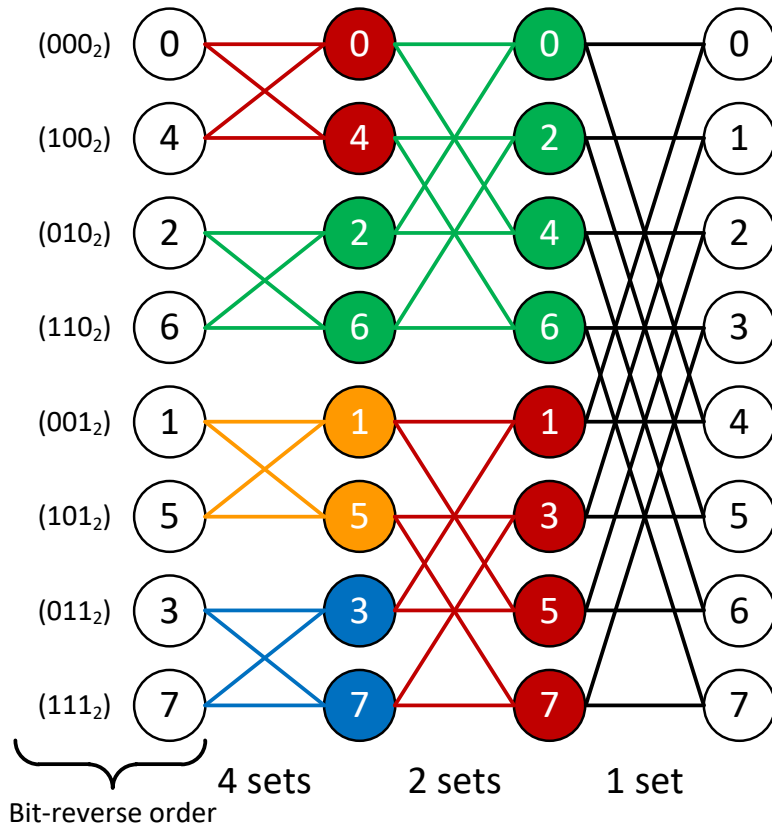 (000₂) 0 0 0 0
(100₂) 4 4 2 1
(010₂) 2 2 4 2
(110₂) 6 6 6 3
(001₂) 1 1 1 4
(101₂) 5 5 3 5
(011₂) 3 3 5 6
(111₂) 7 7 7 7
4 sets 2 sets 1 set
Bit-reverse order